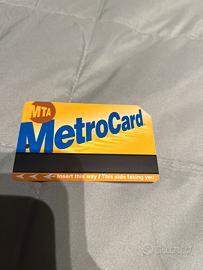 MTA
MetroCard
Insert this way / This side facing you